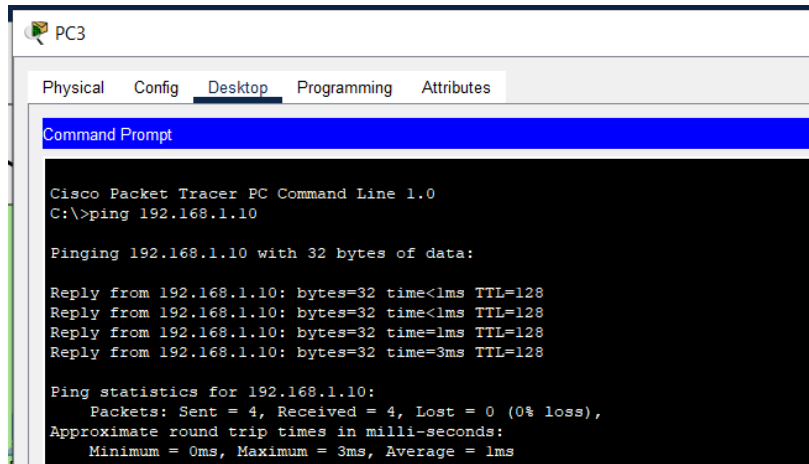 PC3
Physical Config Desktop Programming Attributes
Command Prompt
Cisco Packet Tracer PC Command Line 1.0
C:\>ping 192.168.1.10
Pinging 192.168.1.10 with 32 bytes of data:
Reply from 192.168.1.10: bytes=32 time<1ms TTL=128
Reply from 192.168.1.10: bytes=32 time<1ms TTL=128
Reply from 192.168.1.10: bytes=32 time=1ms TTL=128
Reply from 192.168.1.10: bytes=32 time=3ms TTL=128
Ping statistics for 192.168.1.10:
Packets: Sent = 4, Received = 4, Lost = 0 (0% loss),
Approximate round trip times in milli-seconds:
Minimum = 0ms, Maximum = 3ms, Average = 1ms